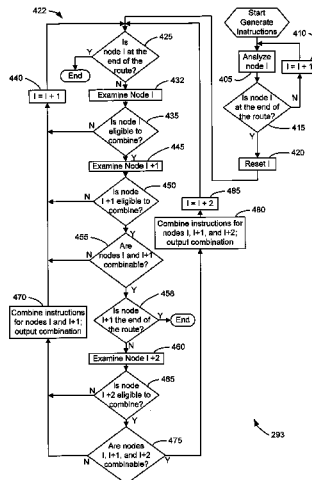 422
Is
node I at the
end of the
route?
425
Y
End
N
432
Examine Node I
440
I = I + 1
435
Is
node I
eligible to
combine?
N
Y
445
Examine Node I +1
450
Is node
I +1 eligible to
combine?
N
Y
455
Are
nodes I and I+1
combinable?
N
Y
470
Combine instructions
for nodes I and I+1;
output combination
458
Is node
I+1 the end of
the route?
Y
End
N
460
Examine Node I +2
465
Is node
I +2 eligible to
combine?
N
Y
475
Are nodes
I, I+1, and I+2
combinable?
N
Y
485
I = I + 2
480
Combine instructions for
nodes I, I+1, and I+2;
output combination
Start
Generate
Instructions
410
405
Analyze
node I
I = I + 1
Is node I
at the end of
the route?
N
415
Y
420
Reset I
293